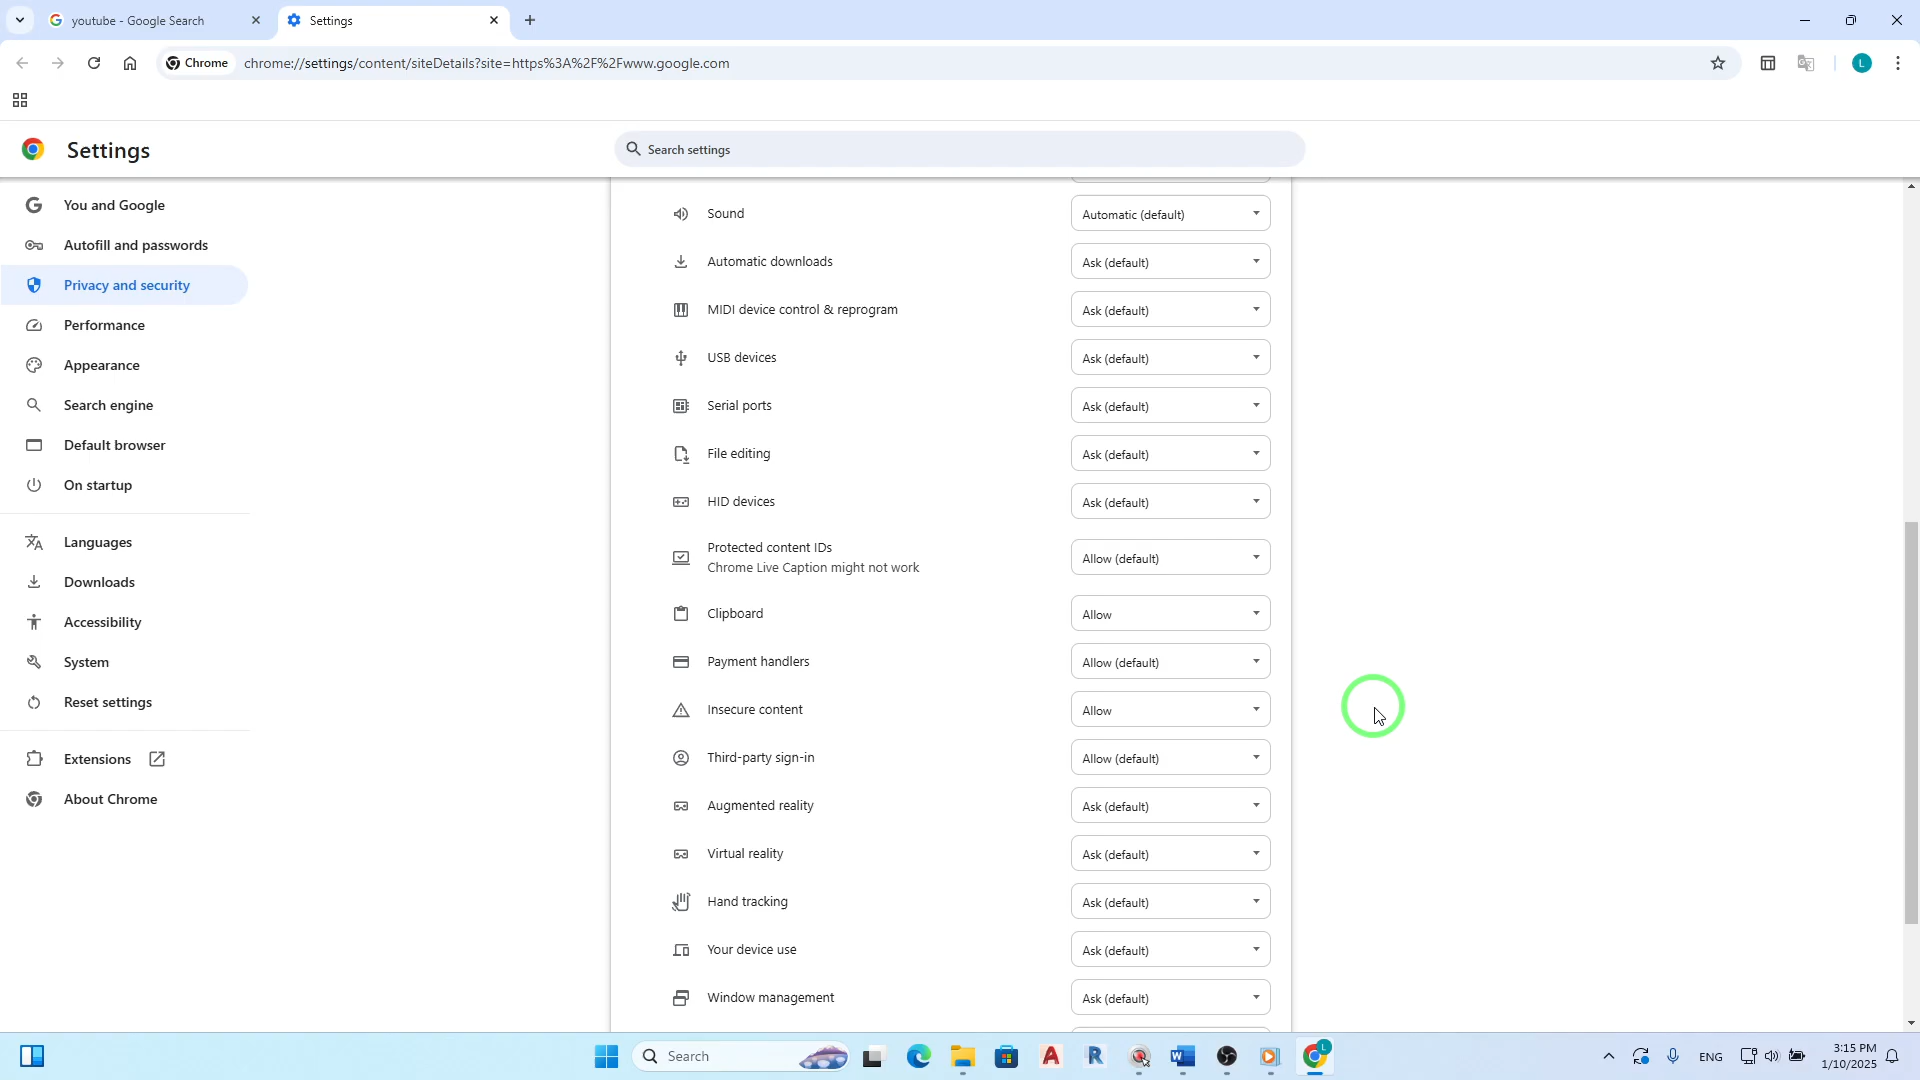 youtube - Google Search
Settings
Chrome
chrome://settings/content/siteDetails?site=https%3A%2F%2Fwww.google.com
L
Settings
Search settings
You and Google
Autofill and passwords
Privacy and security
Performance
Appearance
Search engine
Default browser
On startup
Languages
Downloads
Accessibility
System
Reset settings
Extensions
About Chrome
Sound Automatic (default)
Automatic downloads Ask (default)
MIDI device control & reprogram Ask (default)
USB devices Ask (default)
Serial ports Ask (default)
File editing Ask (default)
HID devices Ask (default)
Protected content IDs
Chrome Live Caption might not work
Allow (default)
Clipboard Allow
Payment handlers Allow (default)
Insecure content Allow
Third-party sign-in Allow (default)
Augmented reality Ask (default)
Virtual reality Ask (default)
Hand tracking Ask (default)
Your device use Ask (default)
Window management Ask (default)
Search
L
ENG
3:15 PM
1/10/2025